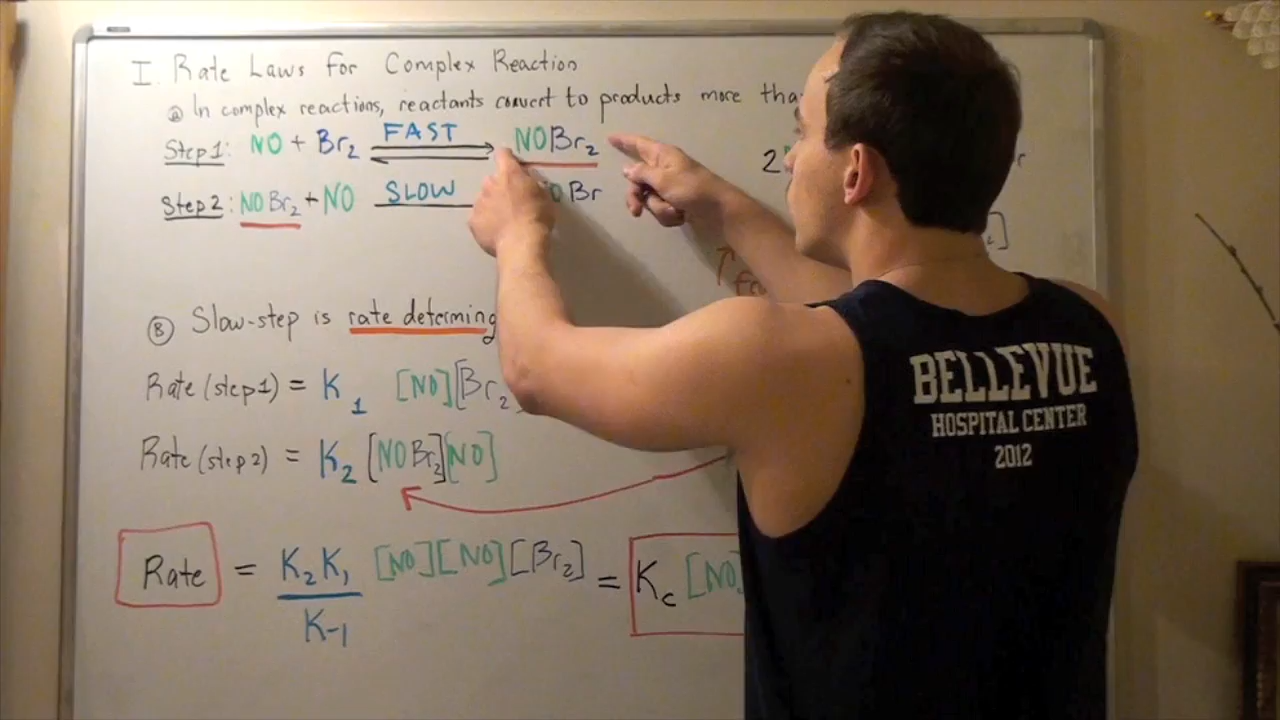 I. Rate Laws for Complex Reaction
Ⓐ In complex reactions, reactants convert to products more tha
Step 1: NO + Br₂ FAST NOBr₂
Step 2: NOBr₂ + NO SLOW OBr
2
Ⓑ Slow-step is rate determing
Rate (step 1) = K₁ [NO][Br₂
Rate (step 2) = K₂ [NOBr₂][NO]
Rate = K₂K₁ / K-1 [NO][NO][Br₂] = Kc [NO]
BELLEVUE
HOSPITAL CENTER
2012